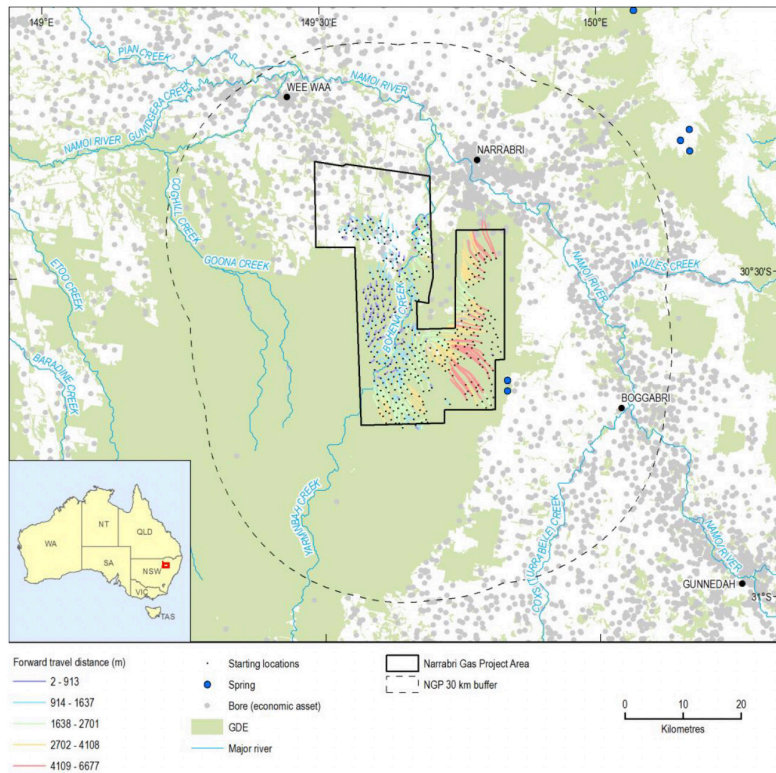 149°E
149°30'E
150°E
PIAN CREEK
WEE WAA
NAMOI RIVER
GUNIDGERA CREEK
NAMOI RIVER
NARRABRI
COGHILL CREEK
GOONA CREEK
ETOO CREEK
BARADINE CREEK
BOHENA CREEK
NAMOI RIVER
MAULES CREEK
30°30'S
BOGGABRI
YARRANBAH CREEK
COXS (TURRABEILLE) CREEK
NAMOI RIVER
GUNNEDAH
31°S
WA
NT
QLD
SA
NSW
VIC
TAS
Forward travel distance (m)
2 - 913
914 - 1637
1638 - 2701
2702 - 4108
4109 - 6677
Starting locations
Spring
Bore (economic asset)
GDE
Major river
Narrabri Gas Project Area
NGP 30 km buffer
0 10 20
Kilometres